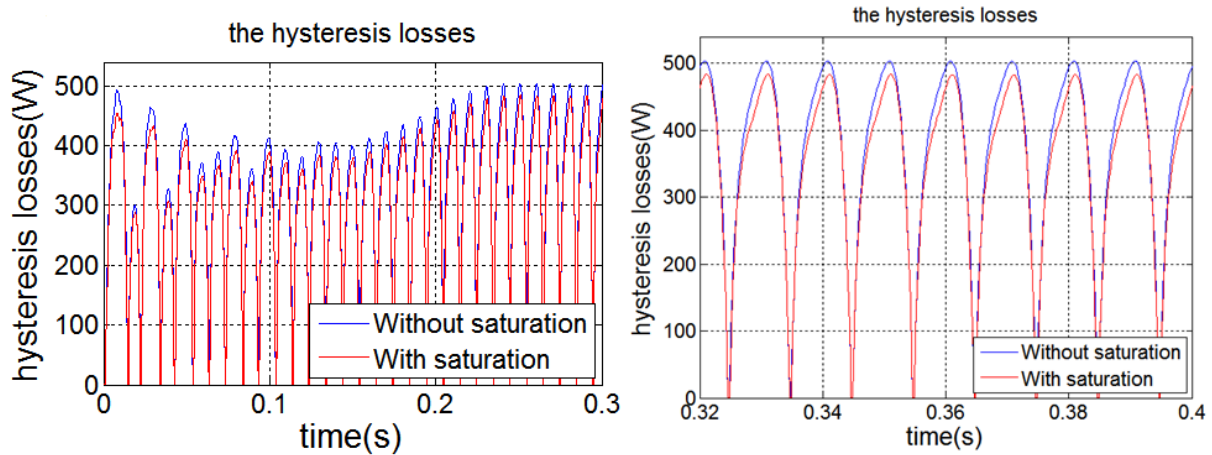 the hysteresis losses
hysteresis losses(W)
500
400
300
200
100
0
Without saturation
With saturation
0 0.1 0.2 0.3
time(s)
the hysteresis losses
hysteresis losses(W)
500
400
300
200
100
0
Without saturation
With saturation
0.32 0.34 0.36 0.38 0.4
time(s)